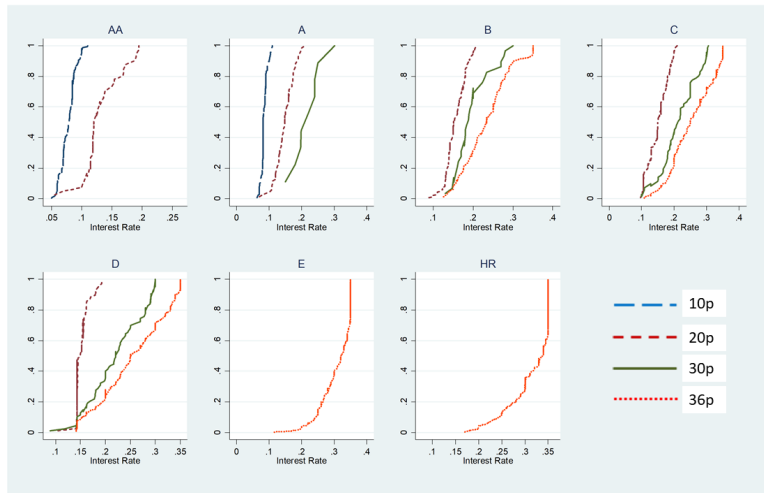 AA
A
B
C
1
.8
.6
.4
.2
0
.05 .1 .15 .2 .25
Interest Rate
1
.8
.6
.4
.2
0
0 .1 .2 .3 .4
Interest Rate
1
.8
.6
.4
.2
0
.1 .2 .3 .4
Interest Rate
1
.8
.6
.4
.2
0
0 .1 .2 .3 .4
Interest Rate
D
E
HR
1
.8
.6
.4
.2
0
.1 .15 .2 .25 .3 .35
Interest Rate
1
.8
.6
.4
.2
0
0 .1 .2 .3 .4
Interest Rate
1
.8
.6
.4
.2
0
.1 .15 .2 .25 .3 .35
Interest Rate
10p
20p
30p
36p